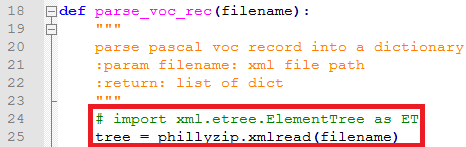 18 def parse_voc_rec(filename):
19 """
20 parse pascal voc record into a dictionary
21 :param filename: xml file path
22 :return: list of dict
23 """
24 # import xml.etree.ElementTree as ET
25 tree = phillyzip.xmlread(filename)